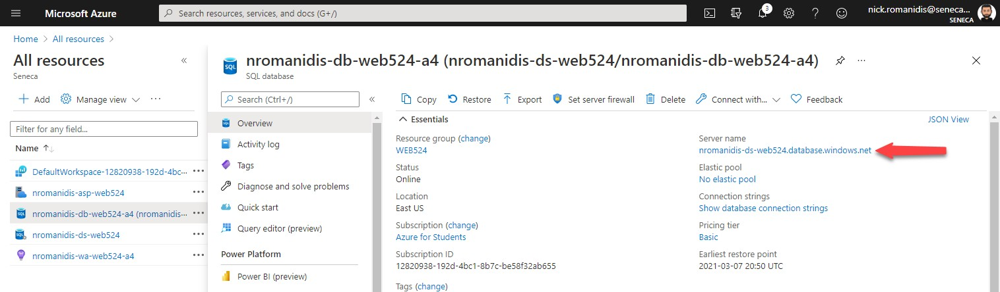 Microsoft Azure
Search resources, services, and docs (G+/)
3
nick.romanidis@seneca...
SENECA
Home > All resources >
All resources
Seneca
«
+ Add Manage view ...
Filter for any field...
Name ↑↓
DefaultWorkspace-12820938-192d-4bc... ...
nromanidis-asp-web524 ...
nromanidis-db-web524-a4 (nromanidis... ...
nromanidis-ds-web524 ...
nromanidis-wa-web524-a4 ...
SQL
nromanidis-db-web524-a4 (nromanidis-ds-web524/nromanidis-db-web524-a4)
...
SQL database
Search (Ctrl+/)
«
Overview
Activity log
Tags
Diagnose and solve problems
Quick start
Query editor (preview)
Power Platform
Power BI (preview)
Copy Restore Export Set server firewall Delete Connect with... Feedback
Essentials
JSON View
Resource group (change)
WEB524
Status
Online
Location
East US
Subscription (change)
Azure for Students
Subscription ID
12820938-192d-4bc1-8b7c-be58f32ab655
Tags (change)
Server name
nromanidis-ds-web524.database.windows.net
Elastic pool
No elastic pool
Connection strings
Show database connection strings
Pricing tier
Basic
Earliest restore point
2021-03-07 20:50 UTC